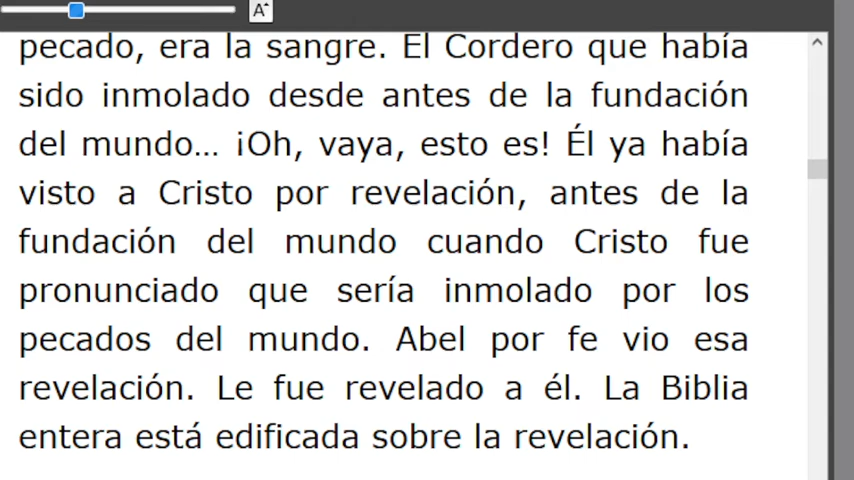 A
pecado, era la sangre. El Cordero que había
sido inmolado desde antes de la fundación
del mundo… ¡Oh, vaya, esto es! Él ya había
visto a Cristo por revelación, antes de la
fundación del mundo cuando Cristo fue
pronunciado que sería inmolado por los
pecados del mundo. Abel por fe vio esa
revelación. Le fue revelado a él. La Biblia
entera está edificada sobre la revelación.